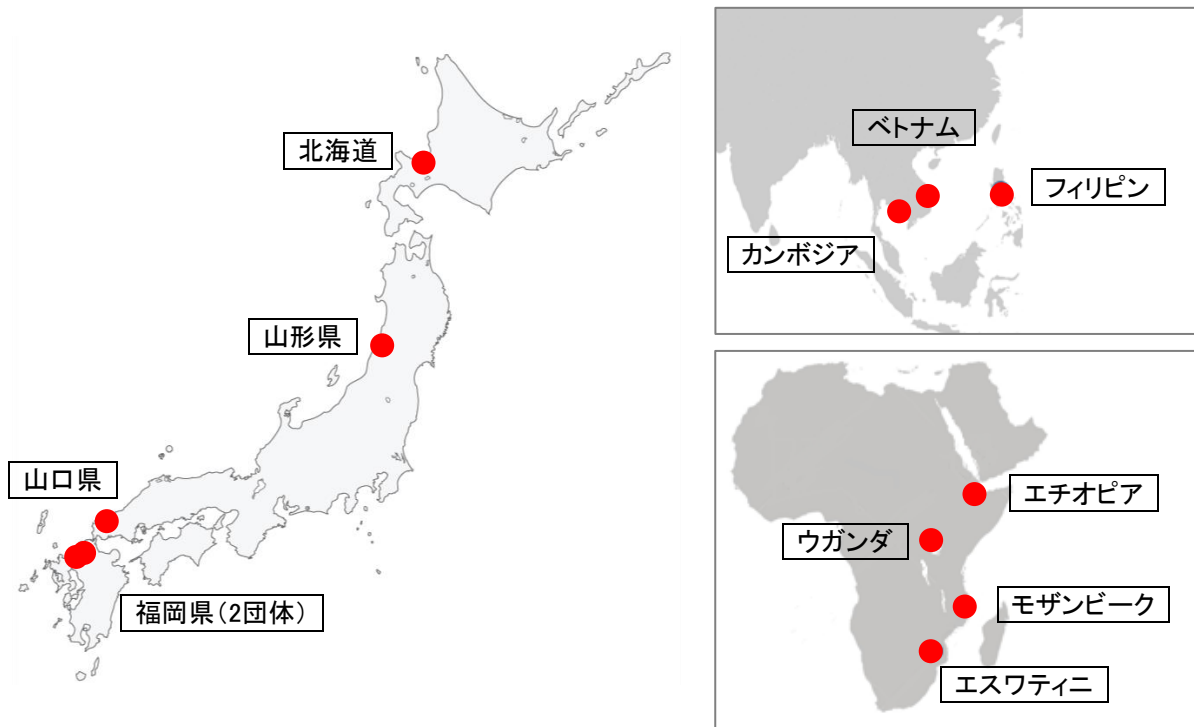 北海道
山形県
山口県
福岡県（2団体）
ベトナム
フィリピン
カンボジア
エチオピア
ウガンダ
モザンビーク
エスワティニ